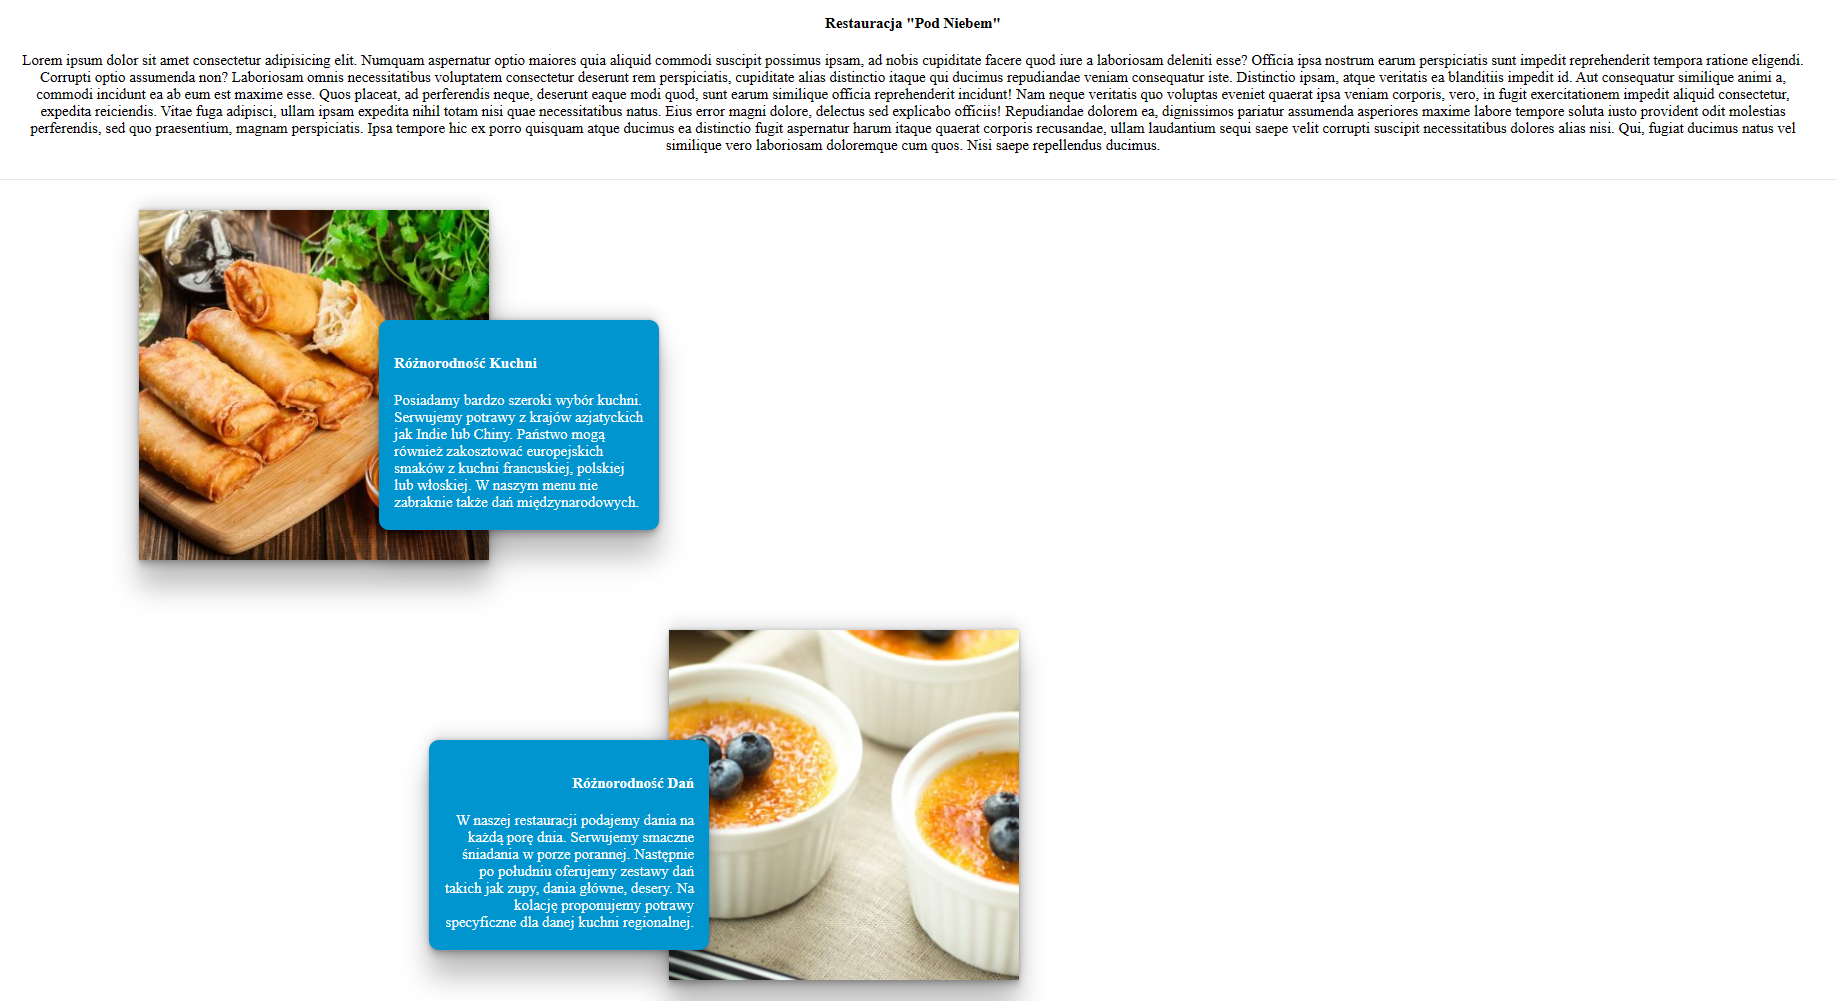 Restauracja "Pod Niebem"
Lorem ipsum dolor sit amet consectetur adipisicing elit. Numquam aspernatur optio maiores quia aliquid commodi suscipit possimus ipsam, ad nobis cupiditate facere quod iure a laboriosam deleniti esse? Officia ipsa nostrum earum perspiciatis sunt impedit reprehenderit tempora ratione eligendi.
Corrupti optio assumenda non? Laboriosam omnis necessitatibus voluptatem consectetur deserunt rem perspiciatis, cupiditate alias distinctio itaque qui ducimus repudiandae veniam consequatur iste. Distinctio ipsam, atque veritatis ea blanditiis impedit id. Aut consequatur similique animi a,
commodi incidunt ea ab eum est maxime esse. Quos placeat, ad perferendis neque, deserunt eaque modi quod, sunt earum similique officia reprehenderit incidunt! Nam neque veritatis quo voluptas eveniet quaerat ipsa veniam corporis, vero, in fugit exercitationem impedit aliquid consectetur,
expedita reiciendis. Vitae fuga adipisci, ullam ipsam expedita nihil totam nisi quae necessitatibus natus. Eius error magni dolore, delectus sed explicabo officiis! Repudiandae dolorem ea, dignissimos pariatur assumenda asperiores maxime labore tempore soluta iusto provident odit molestias
perferendis, sed quo praesentium, magnam perspiciatis. Ipsa tempore hic ex porro quisquam atque ducimus ea distinctio fugit aspernatur harum itaque quaerat corporis recusandae, ullam laudantium sequi saepe velit corrupti suscipit necessitatibus dolores alias nisi. Qui, fugiat ducimus natus vel
similique vero laboriosam doloremque cum quos. Nisi saepe repellendus ducimus.
Różnorodność Kuchni
Posiadamy bardzo szeroki wybór kuchni.
Serwujemy potrawy z krajów azjatyckich
jak Indie lub Chiny. Państwo mogą
również zakosztować europejskich
smaków z kuchni francuskiej, polskiej
lub włoskiej. W naszym menu nie
zabraknie także dań międzynarodowych.
Różnorodność Dań
W naszej restauracji podajemy dania na
każdą porę dnia. Serwujemy smaczne
śniadania w porze porannej. Następnie
po południu oferujemy zestawy dań
takich jak zupy, dania główne, desery. Na
kolację proponujemy potrawy
specyficzne dla danej kuchni regionalnej.